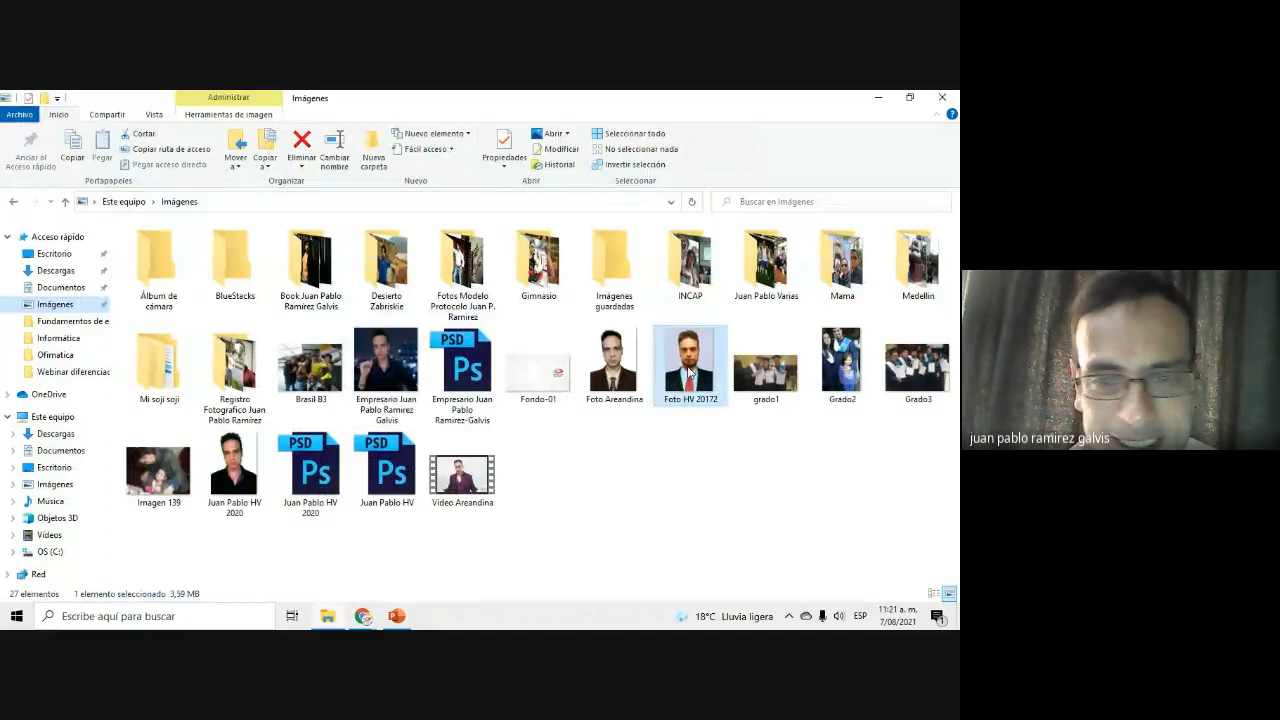 Administrar
Imágenes
Archivo
Inicio
Compartir
Vista
Herramientas de imagen
Anclar al
Acceso rápido
Copiar
Pegar
Cortar
Copiar ruta de acceso
Pegar acceso directo
Portapapeles
Mover
a
Copiar
a
Eliminar
Cambiar
nombre
Organizar
Nueva
carpeta
Nuevo elemento
Fácil acceso
Nuevo
Propiedades
Abrir
Modificar
Historial
Abrir
Seleccionar todo
No seleccionar nada
Invertir selección
Seleccionar
Este equipo > Imágenes
Buscar en Imágenes
Acceso rápido
Escritorio
Descargas
Documentos
Imágenes
Fundamentos de e
Informática
Ofimatica
Webinar diferenciac
OneDrive
Este equipo
Descargas
Documentos
Escritorio
Imágenes
Música
Objetos 3D
Vídeos
OS (C:)
Red
Álbum de
cámara
BlueStacks
Book Juan Pablo
Ramirez Galvis
Desierto
Zabriskie
Fotos Modelo
Protocolo Juan P.
Ramirez
Gimnasio
Imágenes
guardadas
INCAP
Juan Pablo Varias
Mama
Medellin
Mi soji soji
Registro
Fotografico Juan
Pablo Ramírez
Brasil B3
Empresario Juan
Pablo Ramirez
Galvis
PSD
Ps
Empresario Juan
Pablo
Ramirez-Galvis
Fondo-01
Foto Areandina
Foto HV 20172
grado1
Grado2
Grado3
Imagen 139
Juan Pablo HV
2020
PSD
Ps
Juan Pablo HV
2020
PSD
Ps
Juan Pablo HV
Video Areandina
27 elementos
1 elemento seleccionado 3,59 MB
Escribe aquí para buscar
18°C Lluvia ligera
ESP
11:21 a. m.
7/08/2021
1
juan pablo ramirez galvis